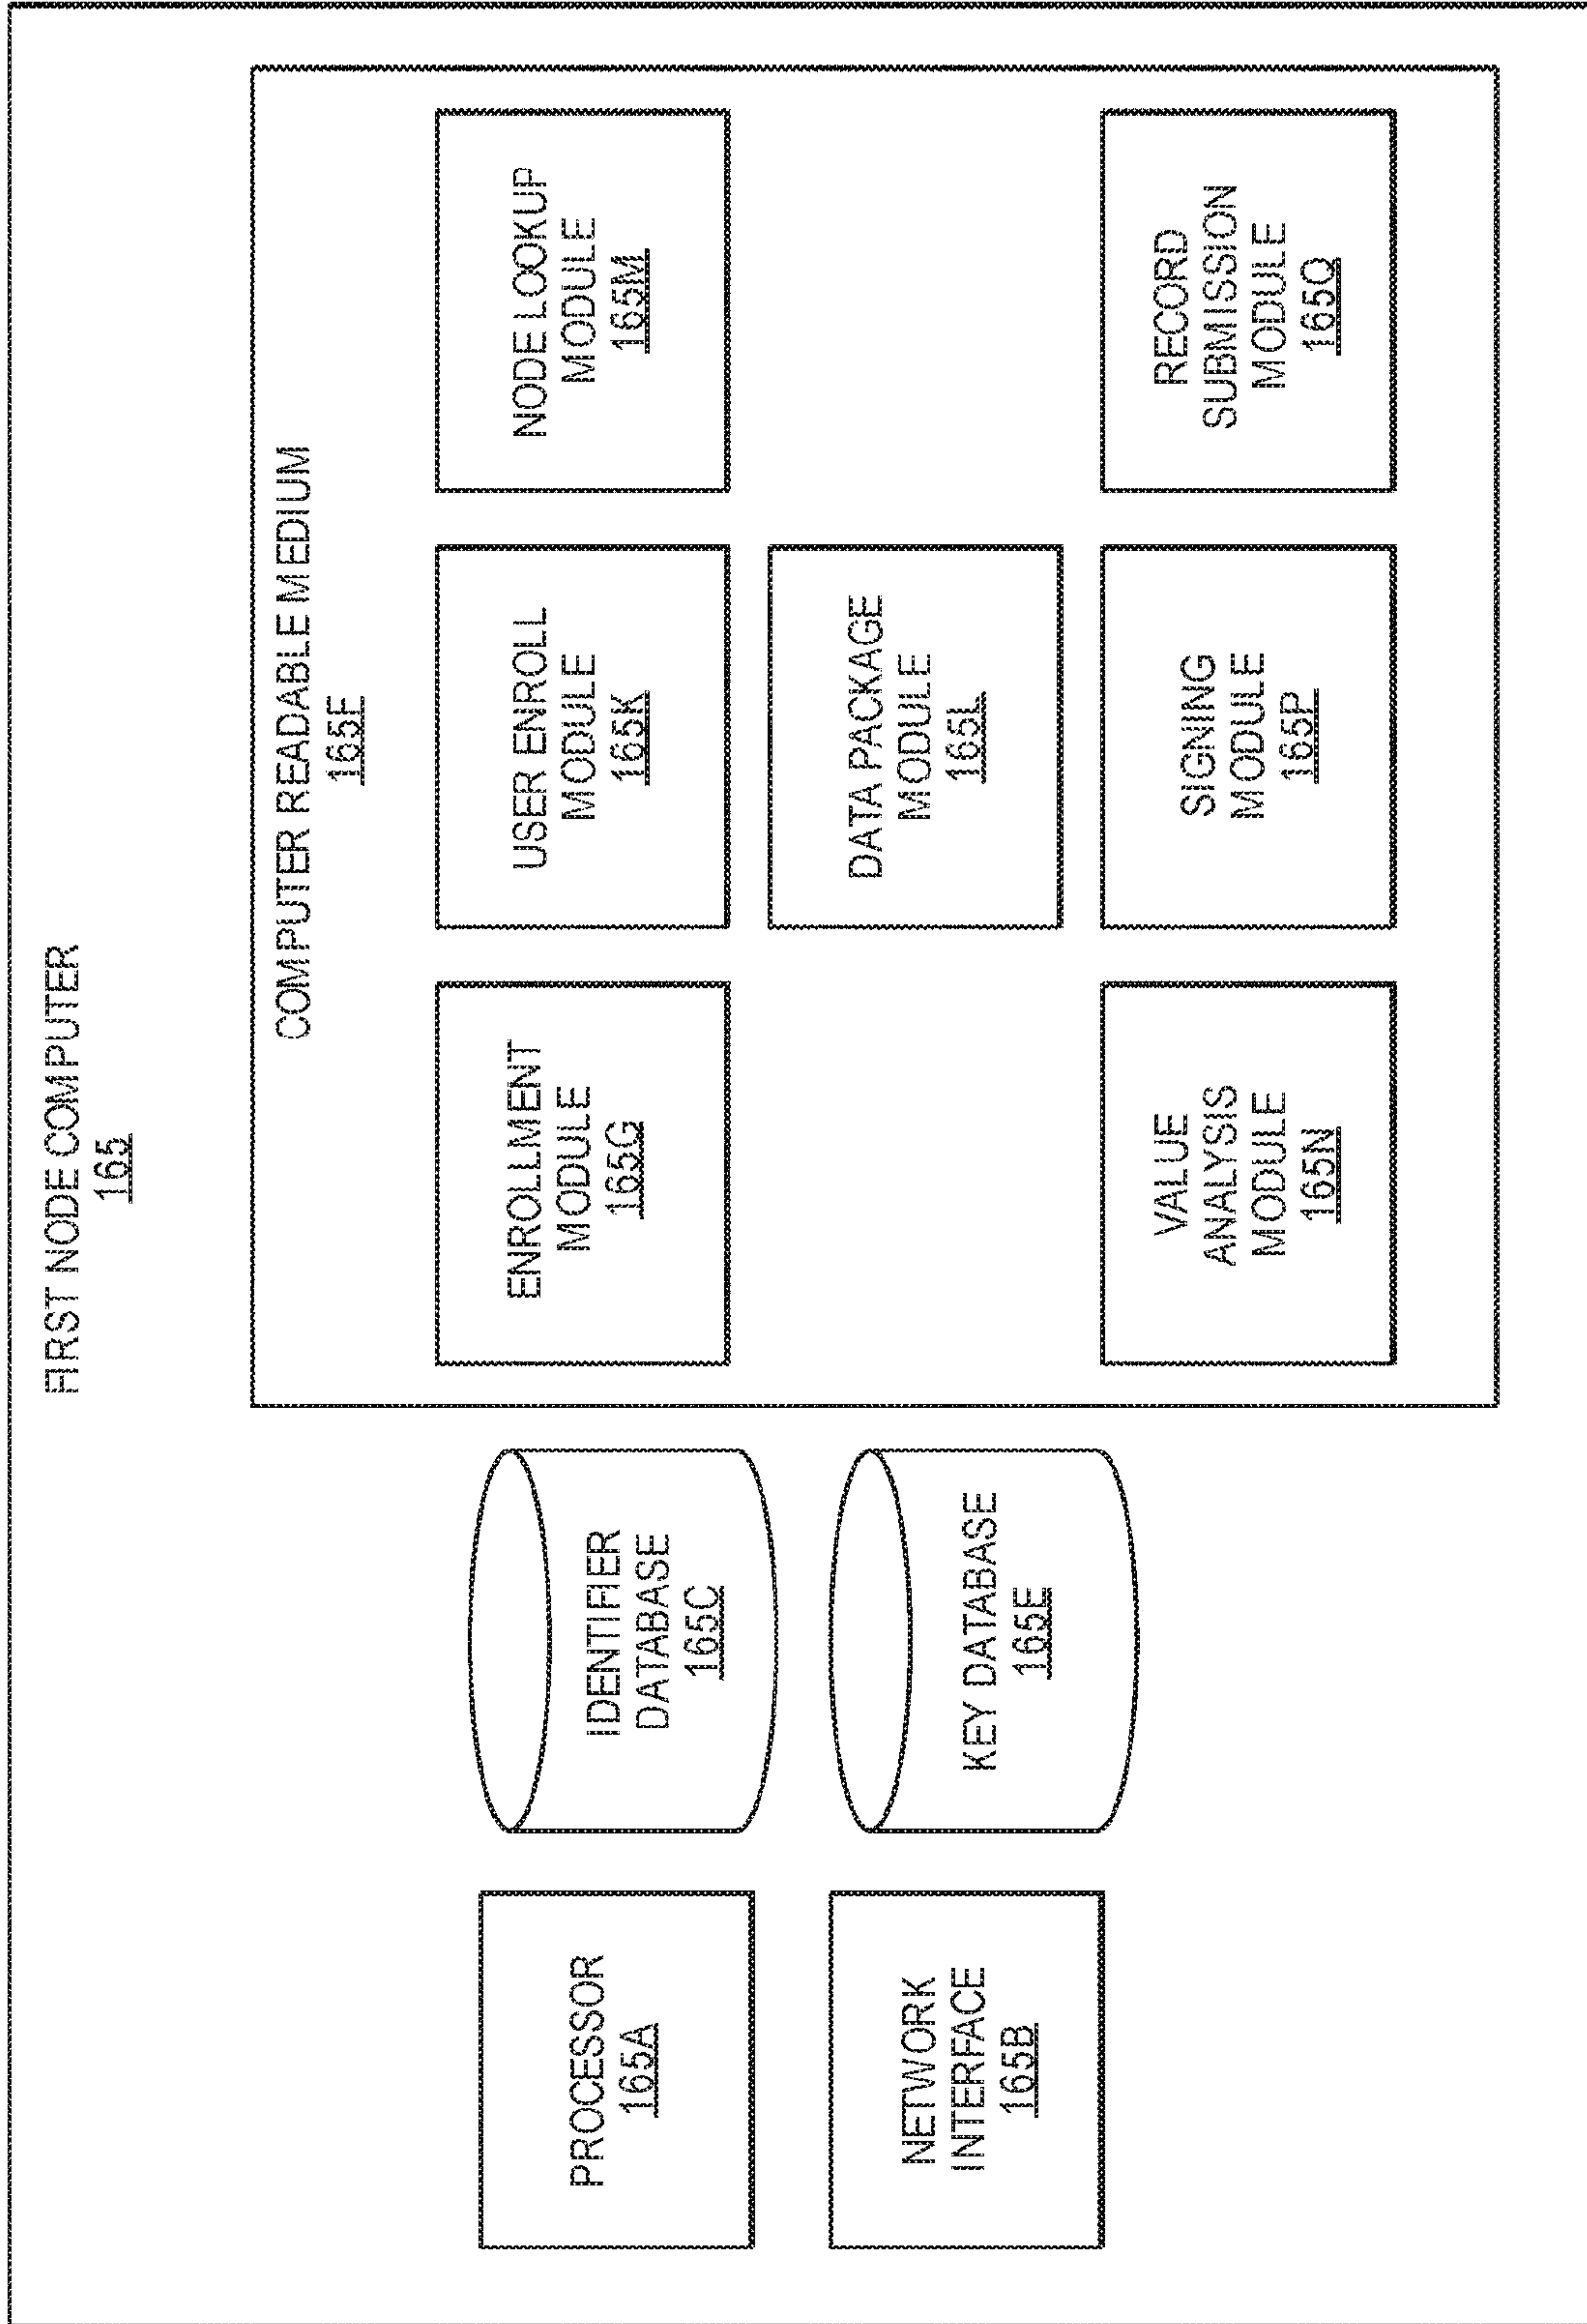 FIRST NODE COMPUTER
165
PROCESSOR
165A
NETWORK
INTERFACE
165B
IDENTIFIER
DATABASE
165C
KEY DATABASE
165E
COMPUTER READABLE MEDIUM
165F
ENROLLMENT
MODULE
165G
USER ENROLL
MODULE
165K
NODE LOOKUP
MODULE
165M
DATA PACKAGE
MODULE
165L
VALUE
ANALYSIS
MODULE
165N
SIGNING
MODULE
165P
RECORD
SUBMISSION
MODULE
165Q